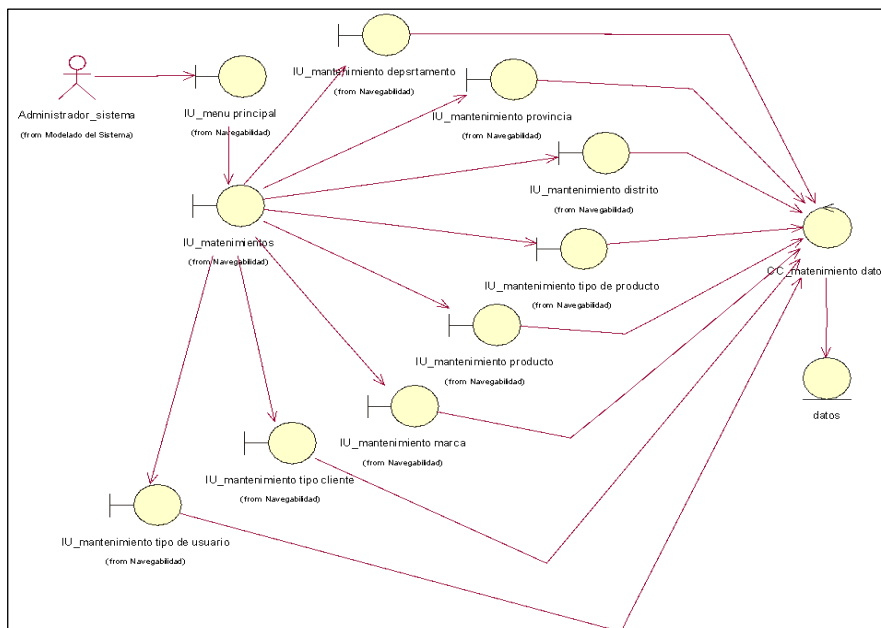 IU_mantenimiento depsrtamento
(from Navegabilidad)
Administrador_sistema
(from Modelado del Sistema)
IU_menu principal
(from Navegabilidad)
IU_mantenimiento provincia
(from Navegabilidad)
IU_mantenimiento distrito
(from Navegabilidad)
IU_matenimientos
(from Navegabilidad)
IU_mantenimiento tipo de producto
(from Navegabilidad)
CC_matenimiento dato
IU_mantenimiento producto
(from Navegabilidad)
datos
IU_mantenimiento marca
(from Navegabilidad)
IU_mantenimiento tipo cliente
(from Navegabilidad)
IU_mantenimiento tipo de usuario
(from Navegabilidad)